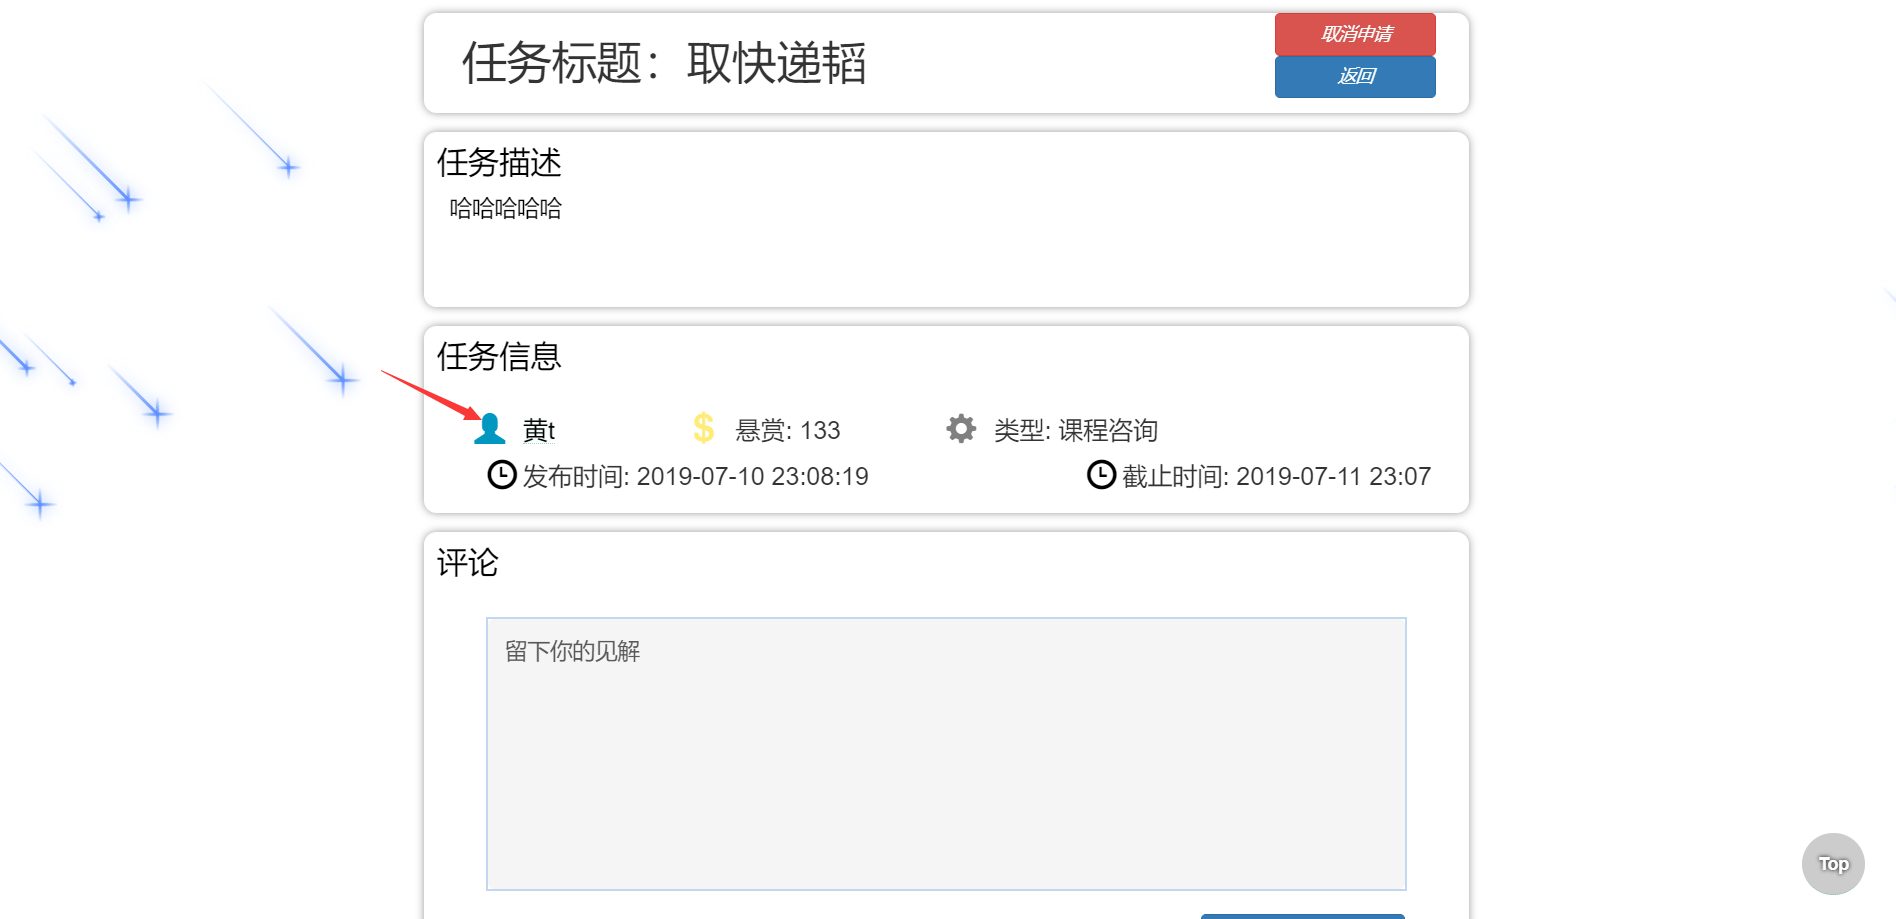 任务标题：取快递韬
取消申请
返回
任务描述
哈哈哈哈哈
任务信息
黄t
悬赏: 133
类型: 课程咨询
发布时间: 2019-07-10 23:08:19
截止时间: 2019-07-11 23:07
评论
留下你的见解
Top